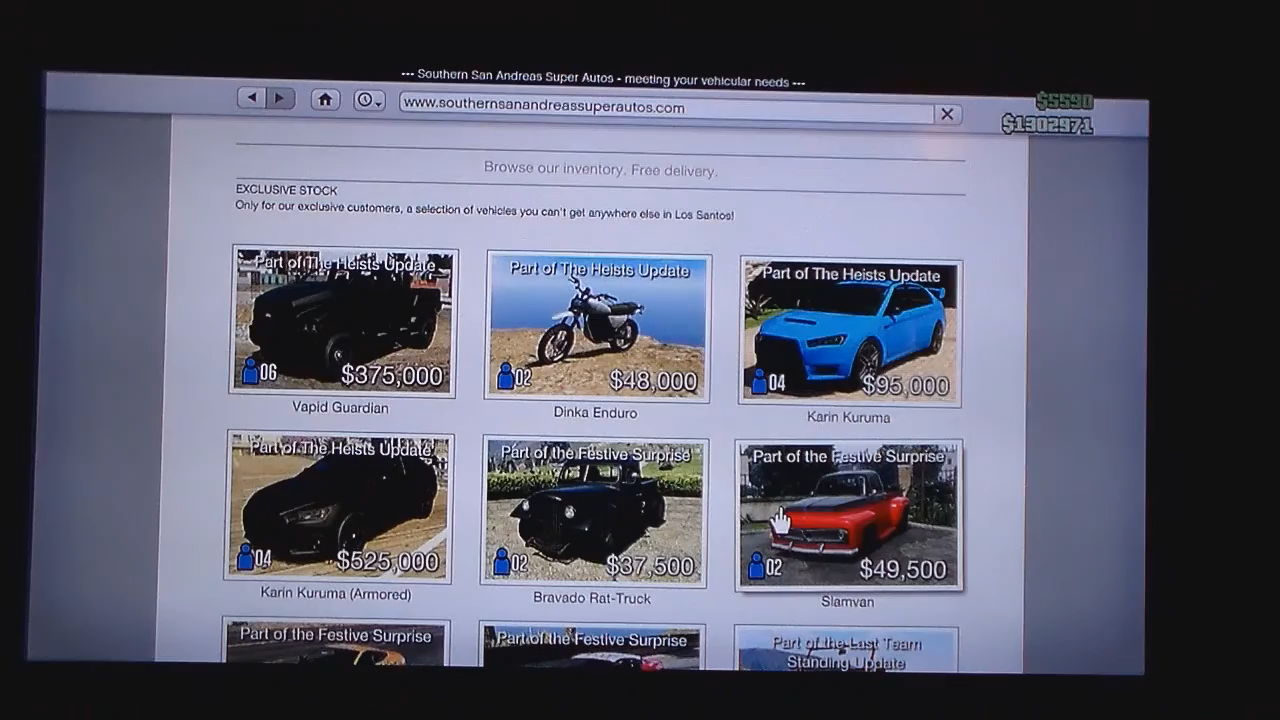 --- Southern San Andreas Super Autos - meeting your vehicular needs ---
www.southernsanandreassuperautos.com
$5590
$1302971
Browse our inventory. Free delivery.
EXCLUSIVE STOCK
Only for our exclusive customers, a selection of vehicles you can't get anywhere else in Los Santos!
Part of The Heists Update
06 $375,000
Vapid Guardian
Part of The Heists Update
02 $48,000
Dinka Enduro
Part of The Heists Update
04 $95,000
Karin Kuruma
Part of The Heists Update
04 $525,000
Karin Kuruma (Armored)
Part of the Festive Surprise
02 $37,500
Bravado Rat-Truck
Part of the Festive Surprise
02 $49,500
Slamvan
Part of the Festive Surprise
Part of the Festive Surprise
Part of the Last Team
Standing Update